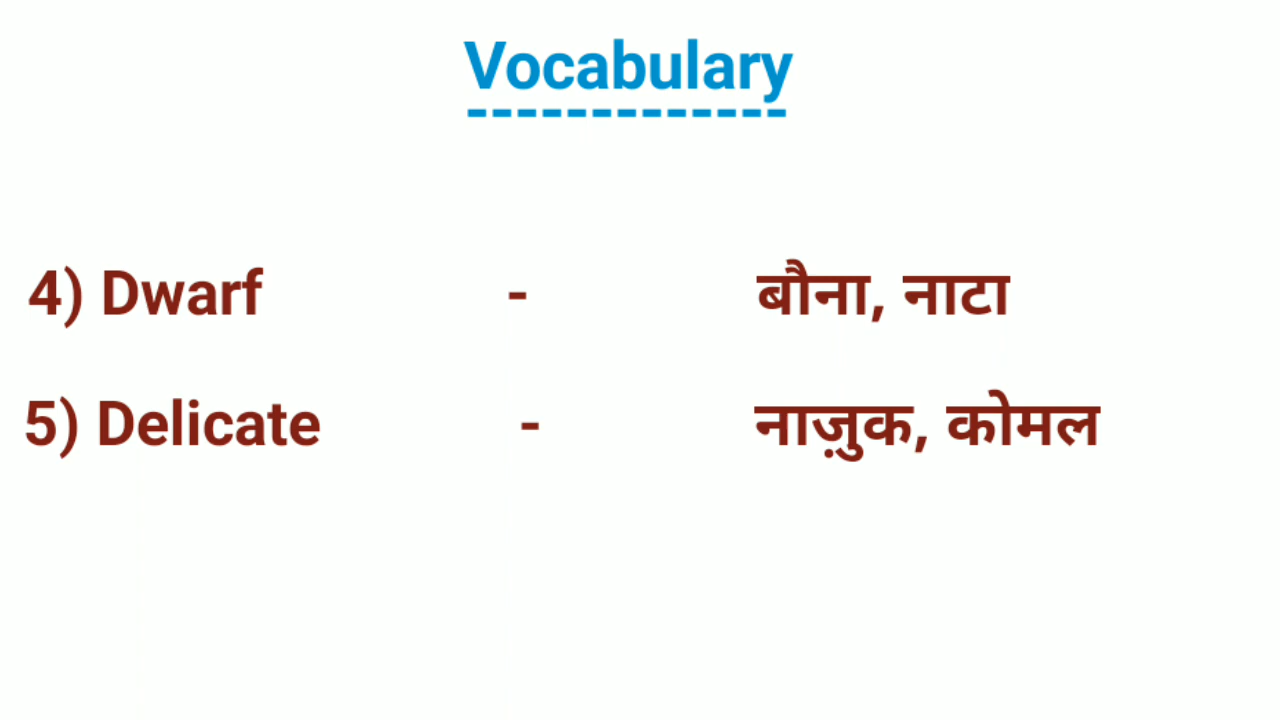 Vocabulary
-------------
4) Dwarf - बौना, नाटा
5) Delicate - नाज़ुक, कोमल